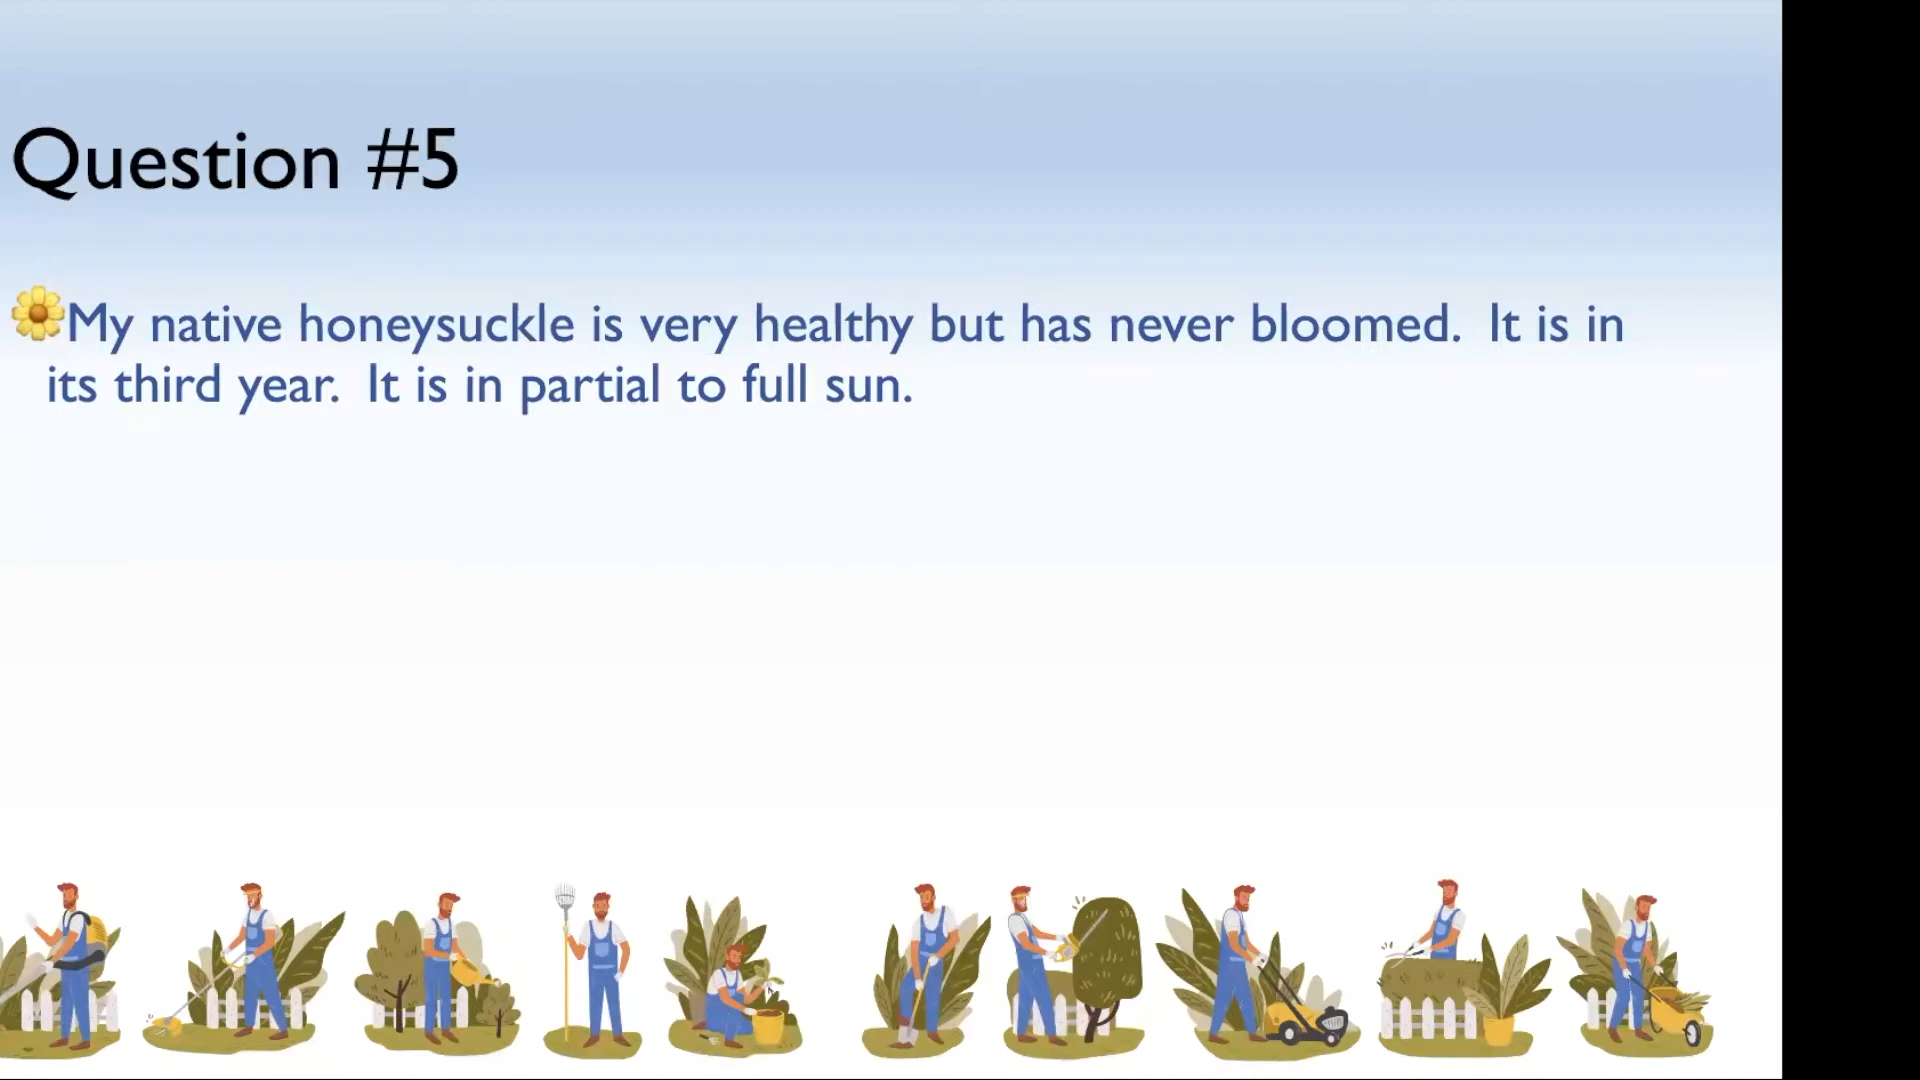 Question #5
My native honeysuckle is very healthy but has never bloomed. It is in
its third year. It is in partial to full sun.